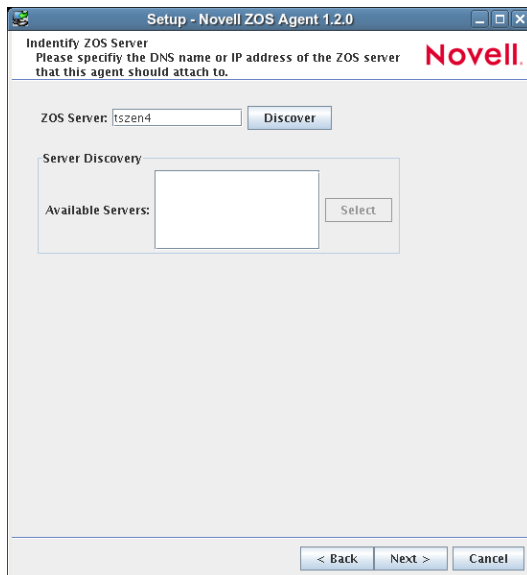 Setup - Novell ZOS Agent 1.2.0
Indentify ZOS Server
Please specifiy the DNS name or IP address of the ZOS server
that this agent should attach to.
Novell.
ZOS Server: tszen4 Discover
Server Discovery
Available Servers: Select
< Back Next > Cancel